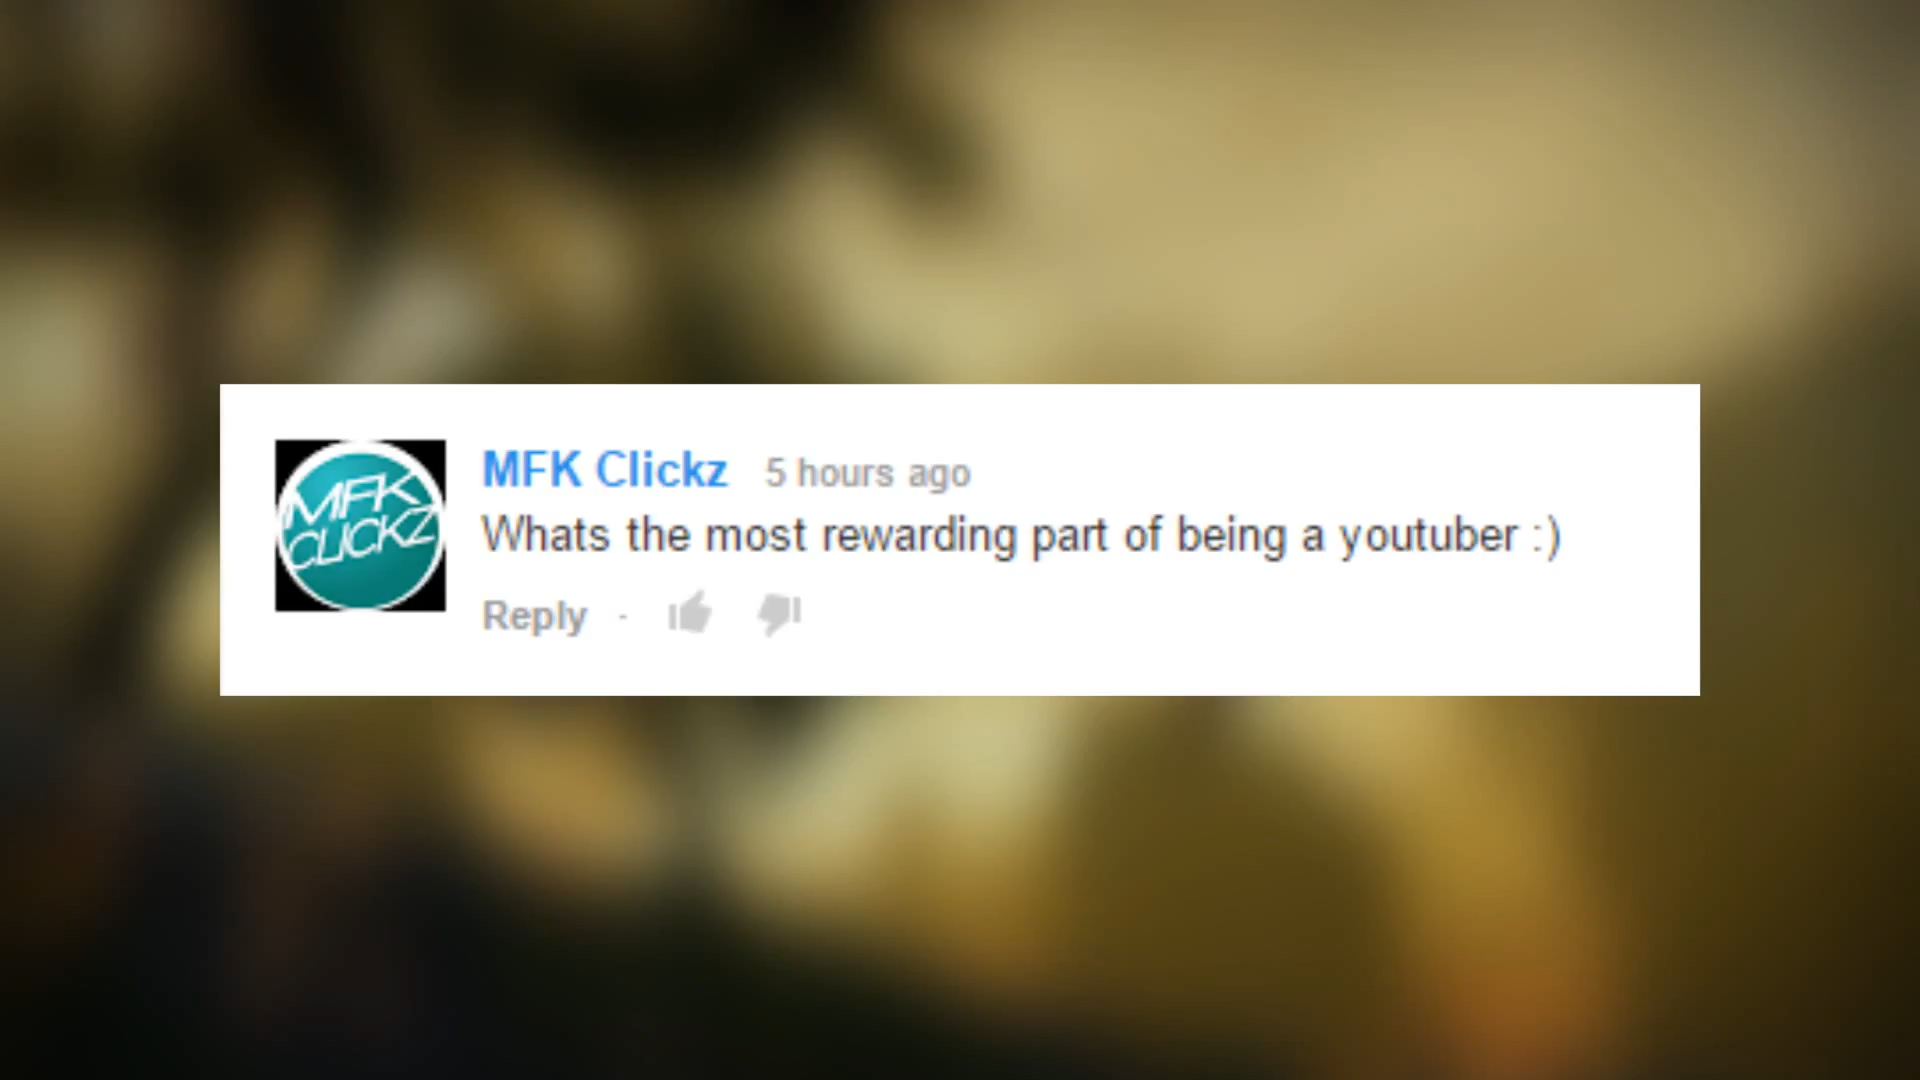 MFK
CLICKZ
MFK Clickz 5 hours ago
Whats the most rewarding part of being a youtuber :)
Reply ·